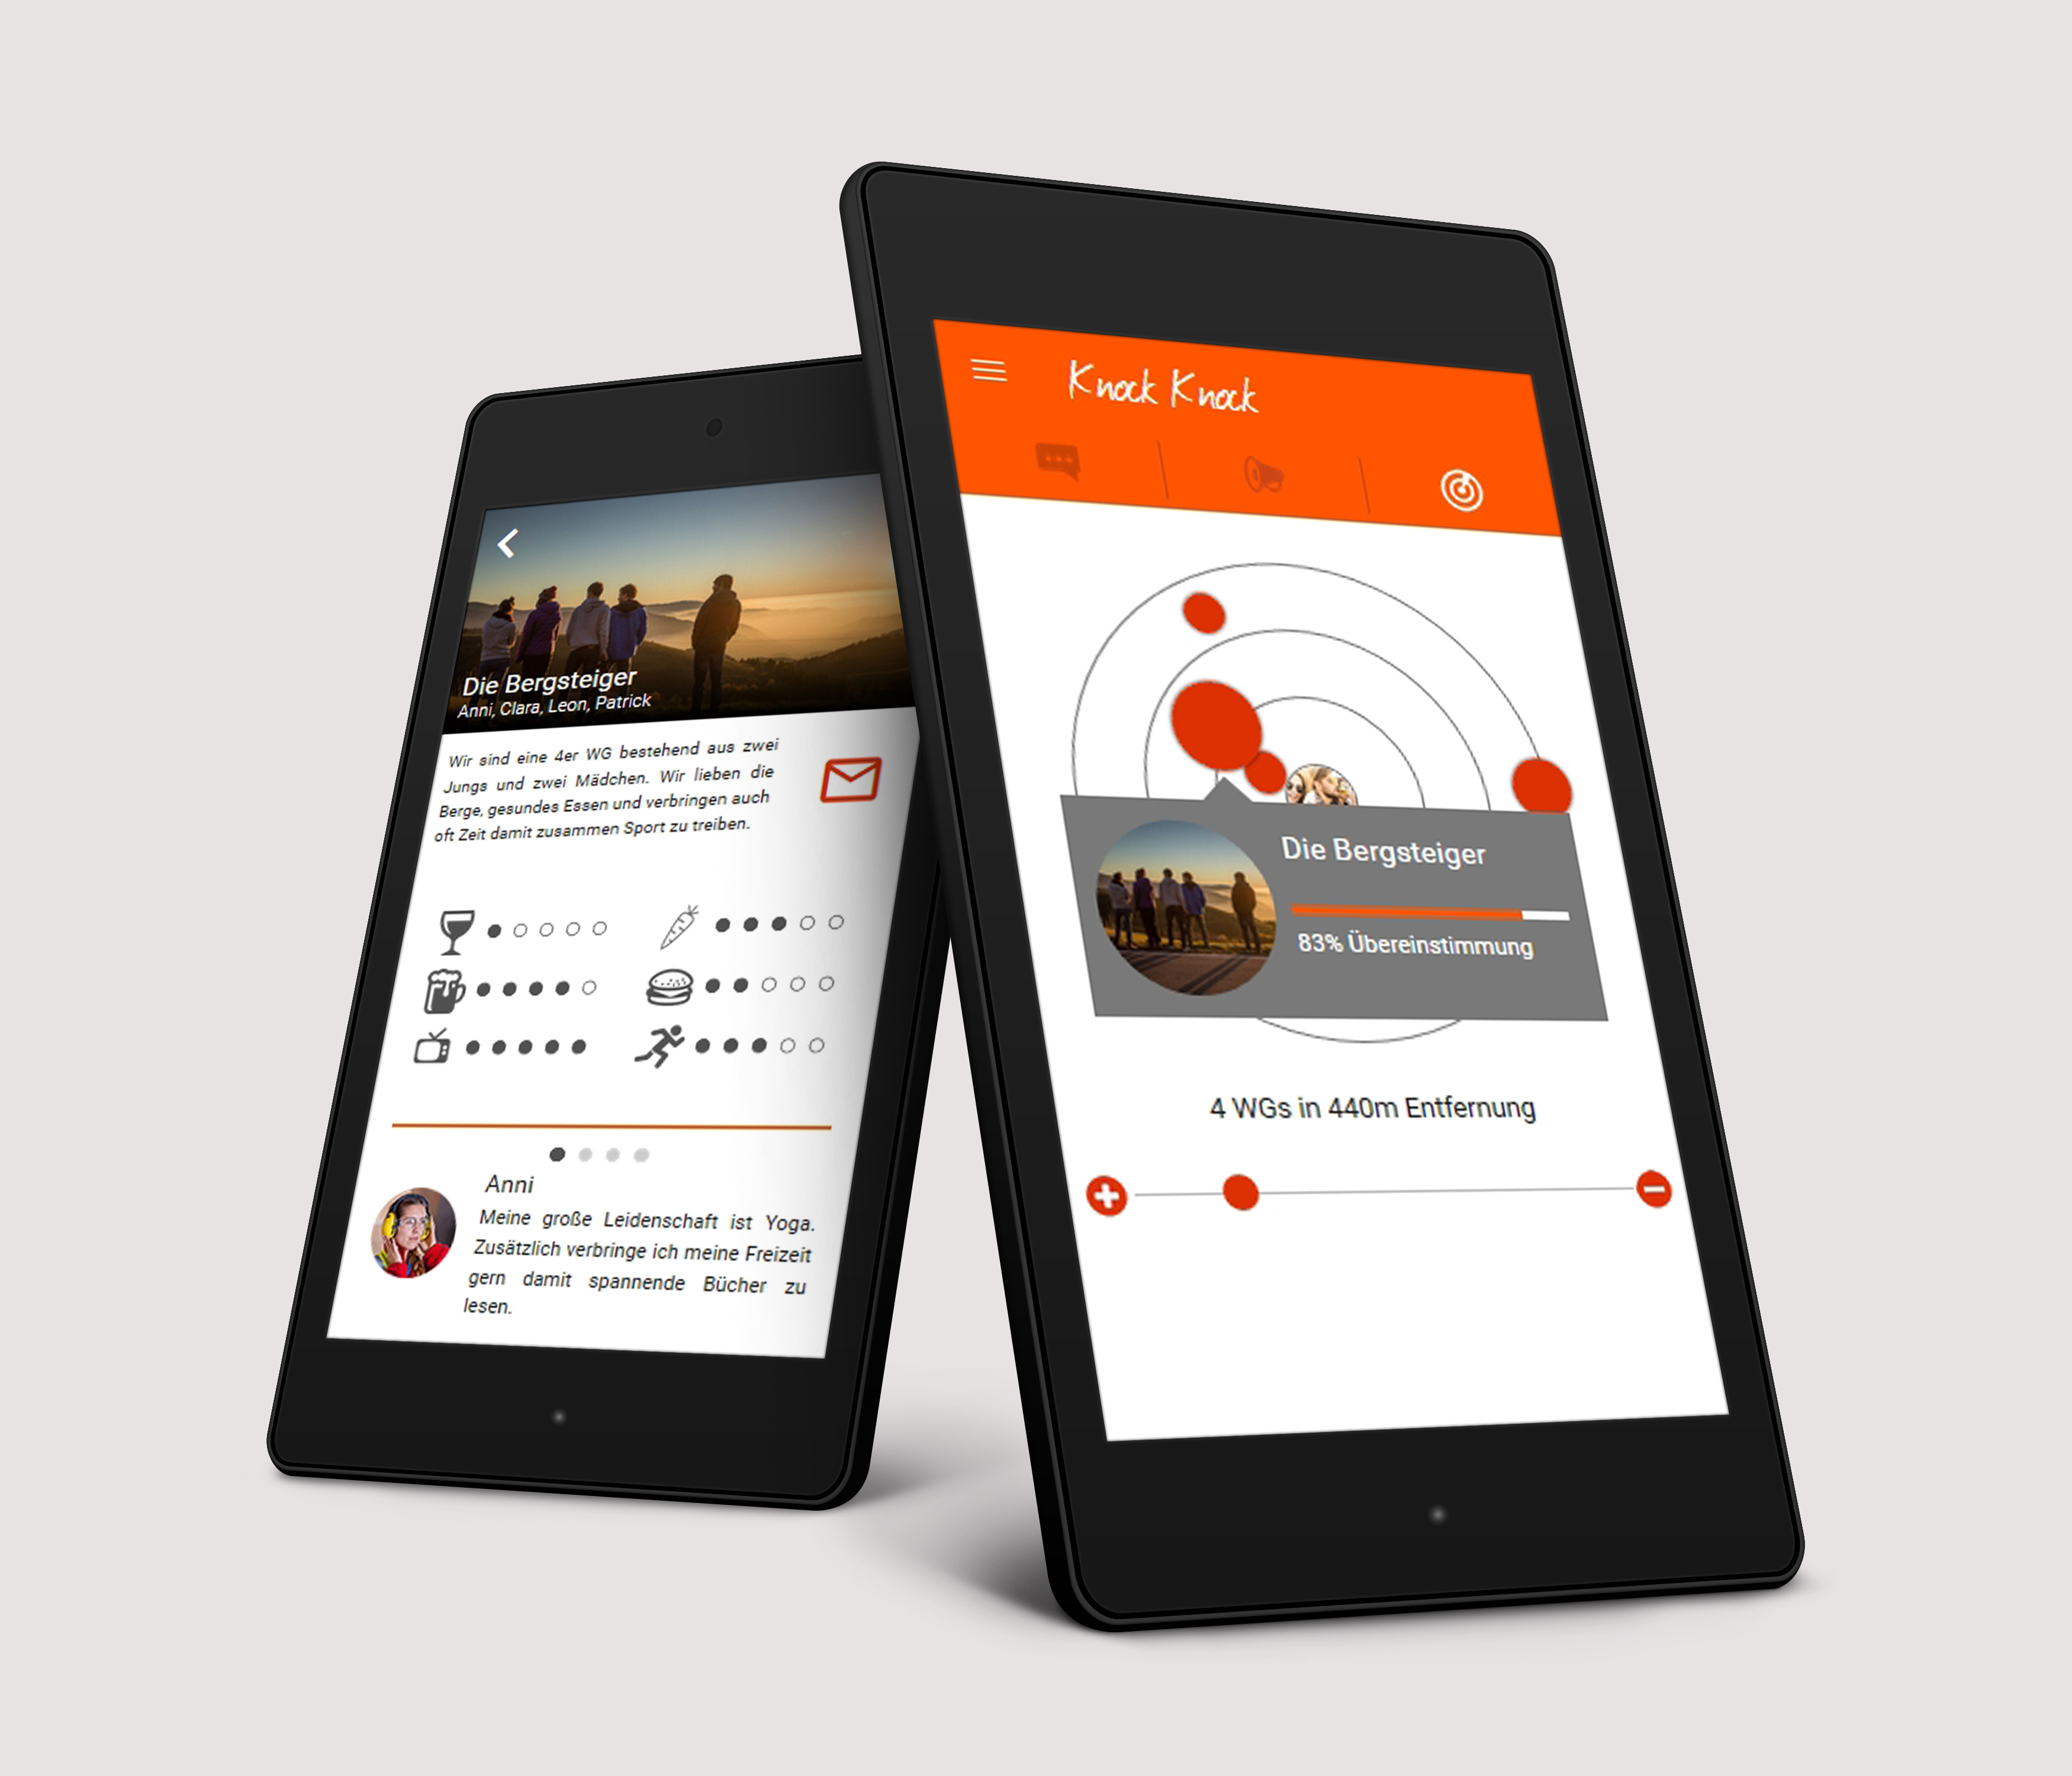 Die Bergsteiger
Anni, Clara, Leon, Patrick
Wir sind eine 4er WG bestehend aus zwei
Jungs und zwei Mädchen. Wir lieben die
Berge, gesundes Essen und verbringen auch
oft Zeit damit zusammen Sport zu treiben.
Anni
Meine große Leidenschaft ist Yoga.
Zusätzlich verbringe ich meine Freizeit
gern damit spannende Bücher zu
lesen.
Knock Knock
Die Bergsteiger
83% Übereinstimmung
4 WGs in 440m Entfernung